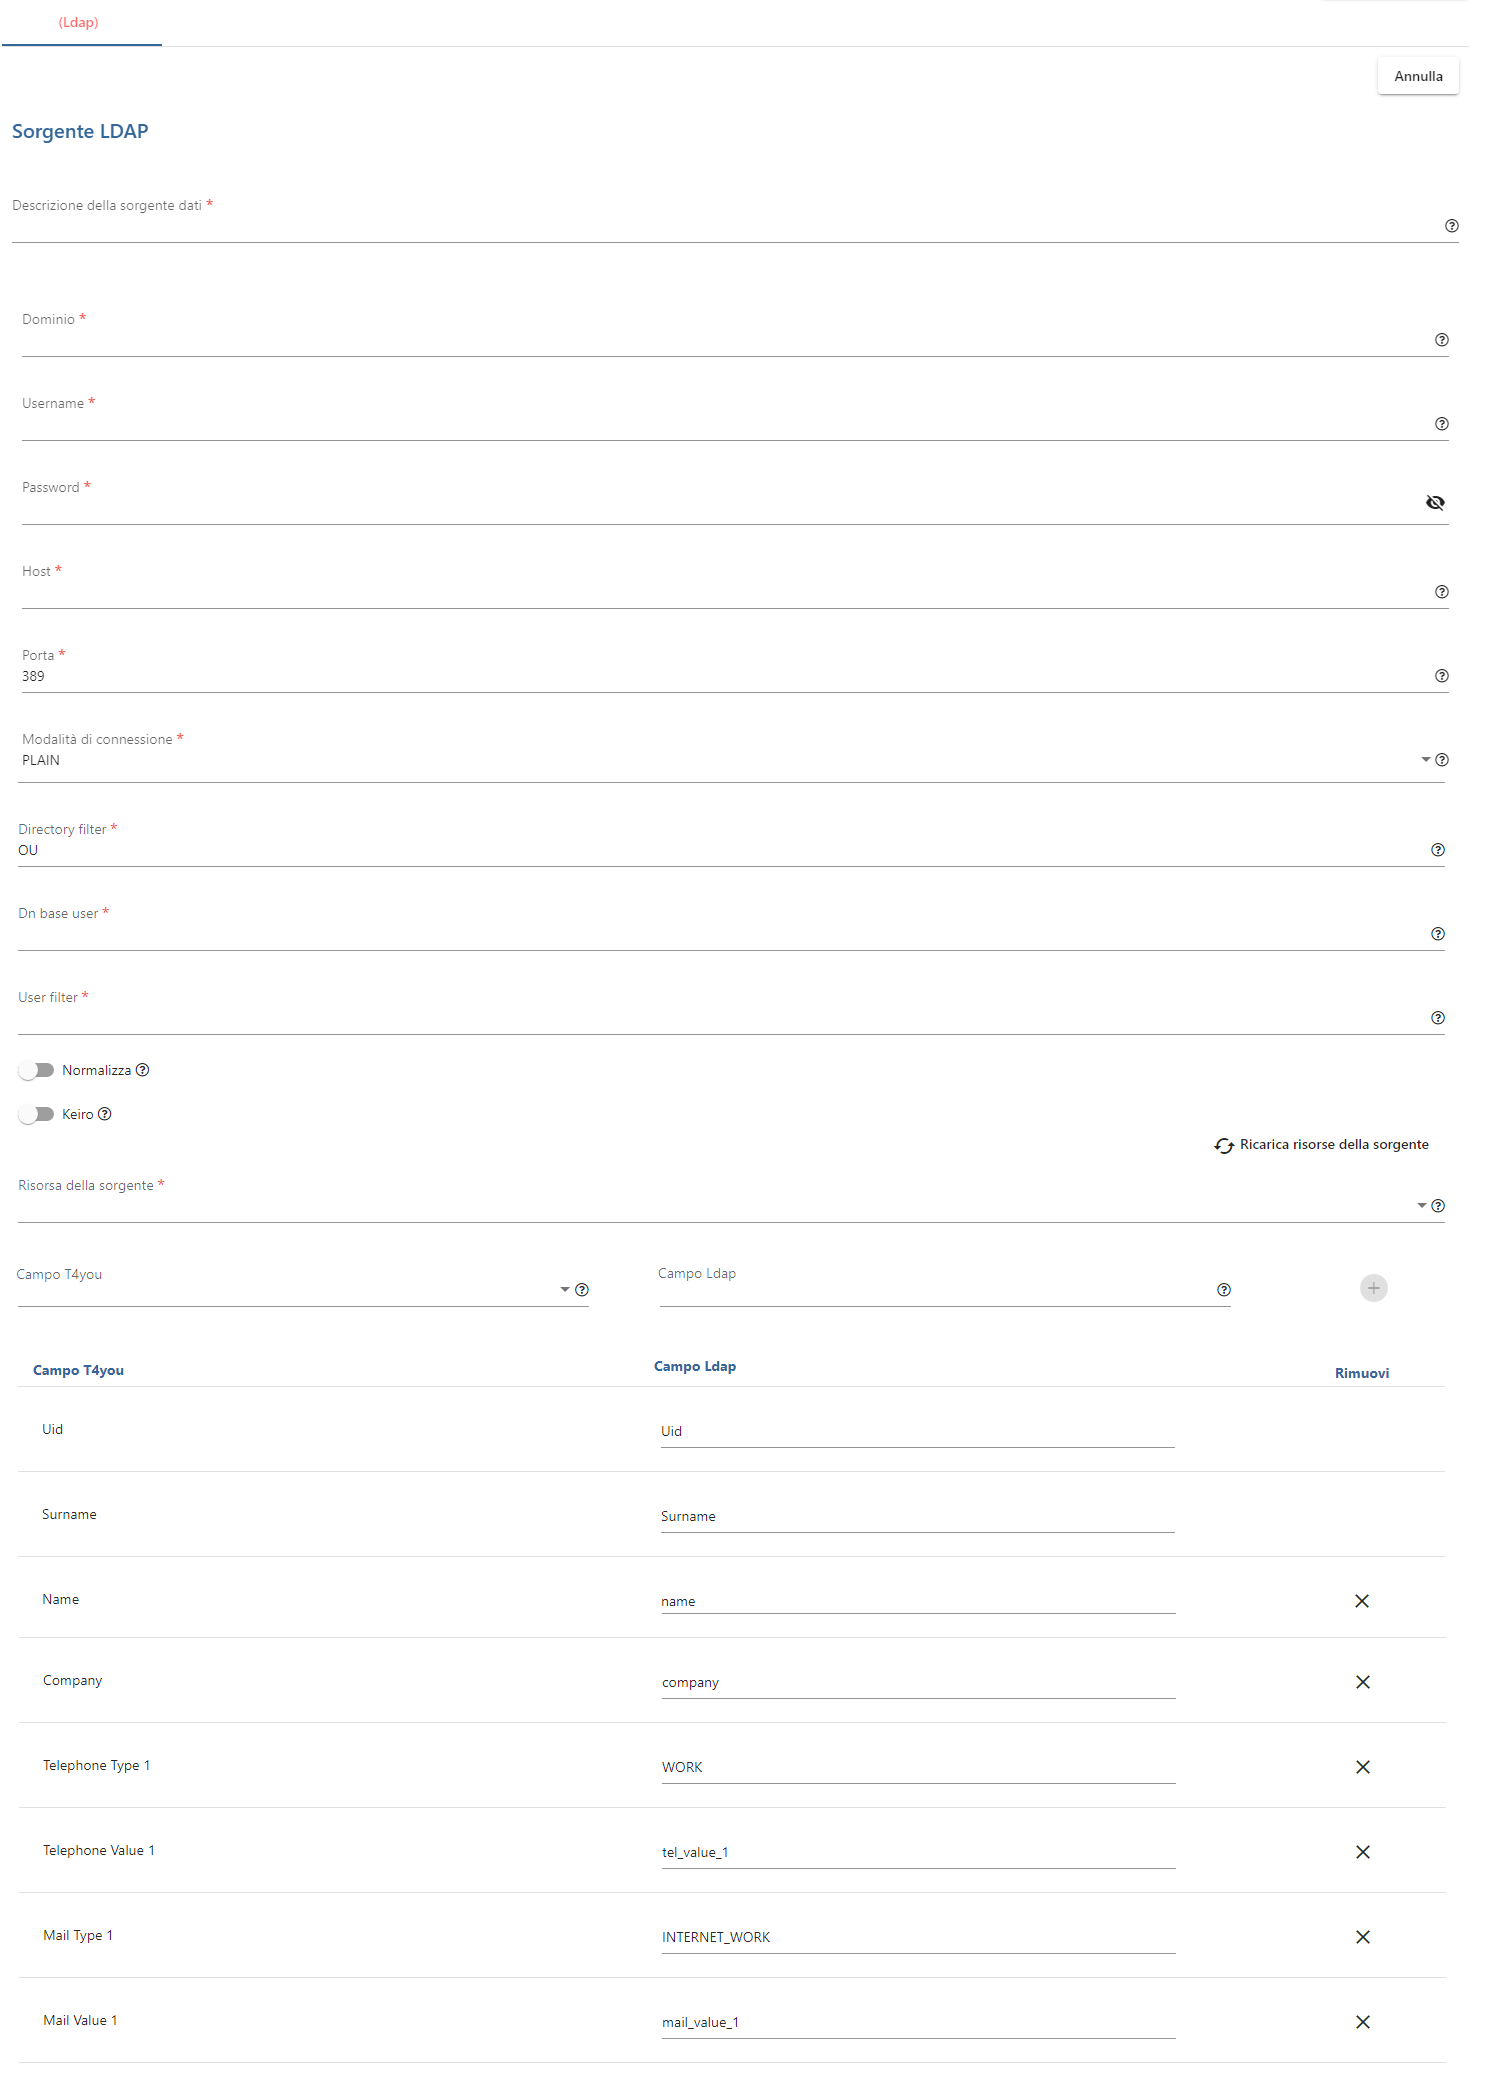 (Ldap)
Annulla
Sorgente LDAP
Descrizione della sorgente dati *
Dominio *
Username *
Password *
Host *
Porta *
389
Modalità di connessione *
PLAIN
Directory filter *
OU
Dn base user *
User filter *
Normalizza
Keiro
Ricarica risorse della sorgente
Risorsa della sorgente *
Campo T4you Campo Ldap
Campo T4you Campo Ldap Rimuovi
Uid Uid
Surname Surname
Name name
Company company
Telephone Type 1 WORK
Telephone Value 1 tel_value_1
Mail Type 1 INTERNET_WORK
Mail Value 1 mail_value_1